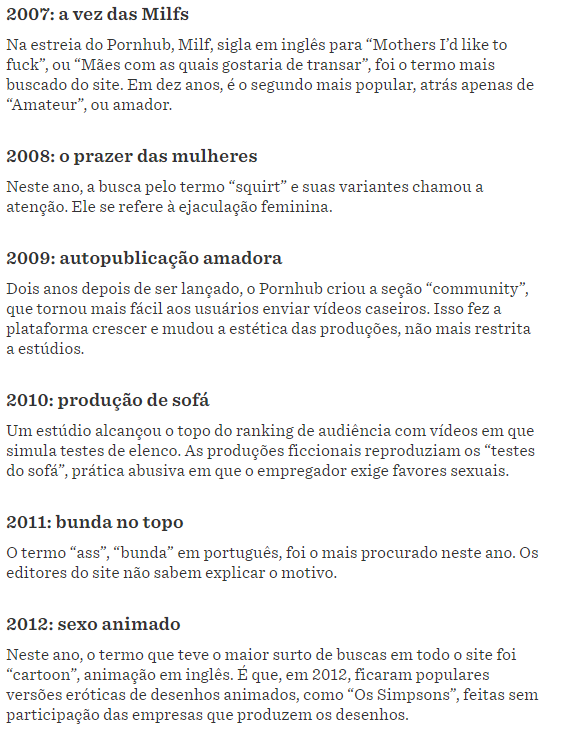 2007: a vez das Milfs
Na estreia do Pornhub, Milf, sigla em inglês para “Mothers I’d like to
fuck”, ou “Mães com as quais gostaria de transar”, foi o termo mais
buscado do site. Em dez anos, é o segundo mais popular, atrás apenas de
“Amateur”, ou amador.
2008: o prazer das mulheres
Neste ano, a busca pelo termo “squirt” e suas variantes chamou a
atenção. Ele se refere à ejaculação feminina.
2009: autopublicação amadora
Dois anos depois de ser lançado, o Pornhub criou a seção “community”,
que tornou mais fácil aos usuários enviar vídeos caseiros. Isso fez a
plataforma crescer e mudou a estética das produções, não mais restrita
a estúdios.
2010: produção de sofá
Um estúdio alcançou o topo do ranking de audiência com vídeos em que
simula testes de elenco. As produções ficcionais reproduziam os “testes
do sofá”, prática abusiva em que o empregador exige favores sexuais.
2011: bunda no topo
O termo “ass”, “bunda” em português, foi o mais procurado neste ano. Os
editores do site não sabem explicar o motivo.
2012: sexo animado
Neste ano, o termo que teve o maior surto de buscas em todo o site foi
“cartoon”, animação em inglês. É que, em 2012, ficaram populares
versões eróticas de desenhos animados, como “Os Simpsons”, feitas sem
participação das empresas que produzem os desenhos.